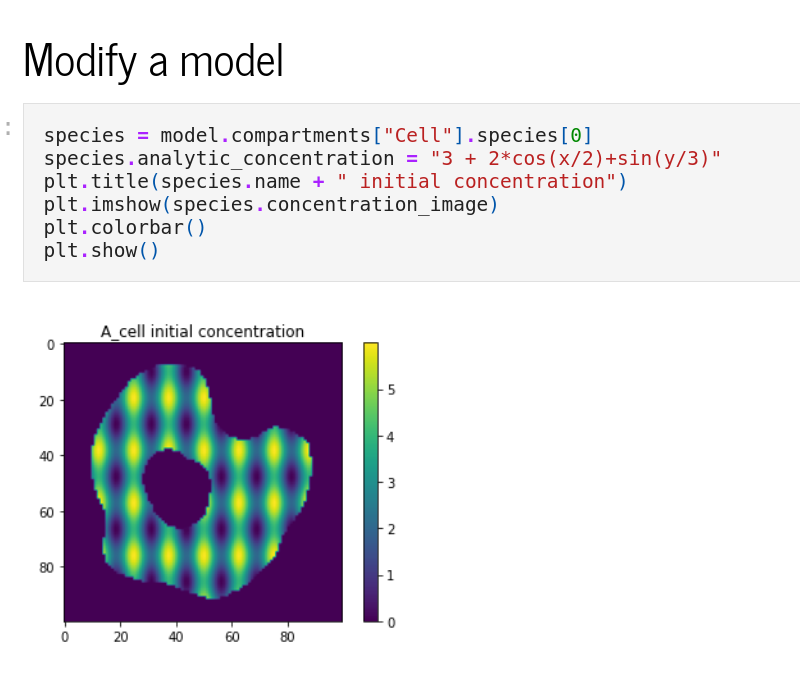 Modify a model
:
species = model.compartments["Cell"].species[0]
species.analytic_concentration = "3 + 2*cos(x/2)+sin(y/3)"
plt.title(species.name + " initial concentration")
plt.imshow(species.concentration_image)
plt.colorbar()
plt.show()
A_cell initial concentration
0
20
40
60
80
0 20 40 60 80
5
4
3
2
1
0